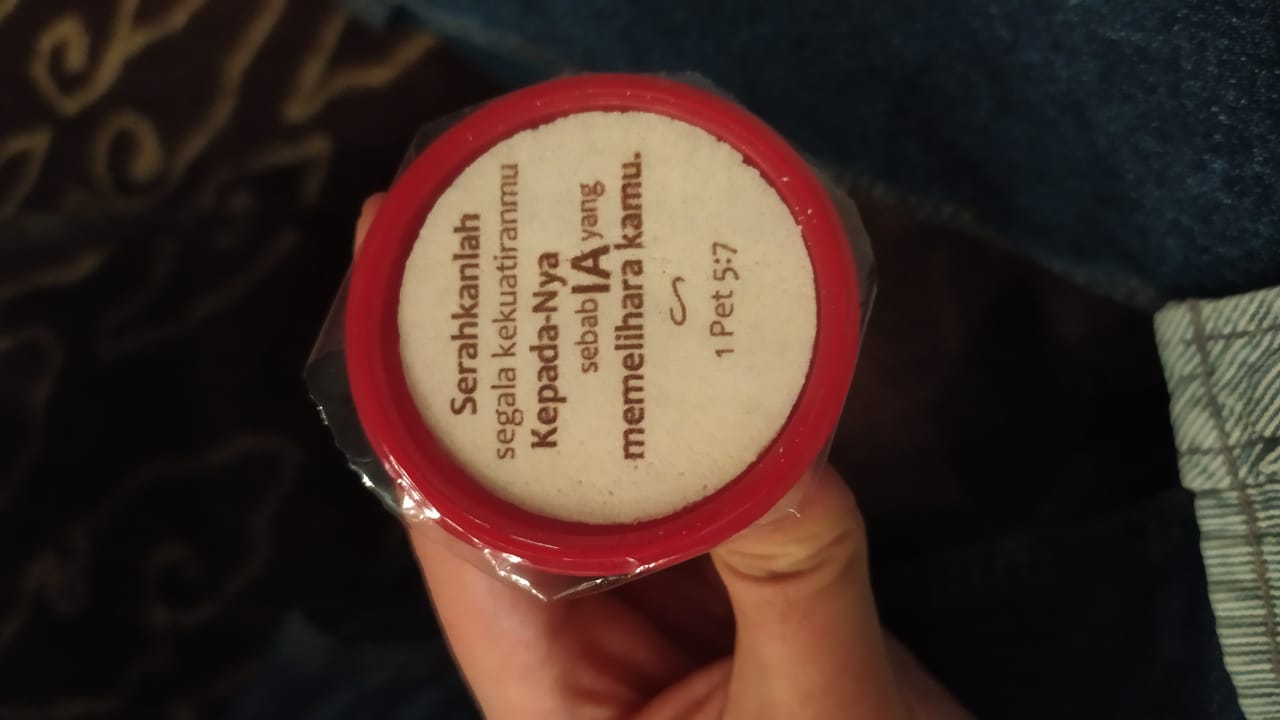 Serahkanlah
segala kekuatiranmu
Kepada-Nya
sebab IA yang
memelihara kamu.
1 Pet 5:7